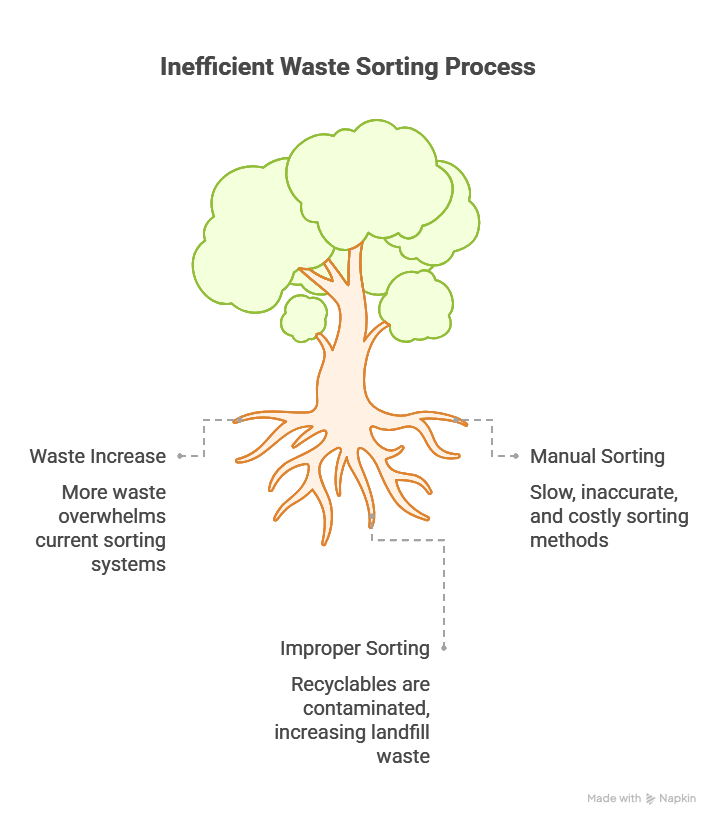 Inefficient Waste Sorting Process
Waste Increase
More waste
overwhelms
current sorting
systems
Manual Sorting
Slow, inaccurate,
and costly sorting
methods
Improper Sorting
Recyclables are
contaminated,
increasing landfill
waste
Made with Napkin